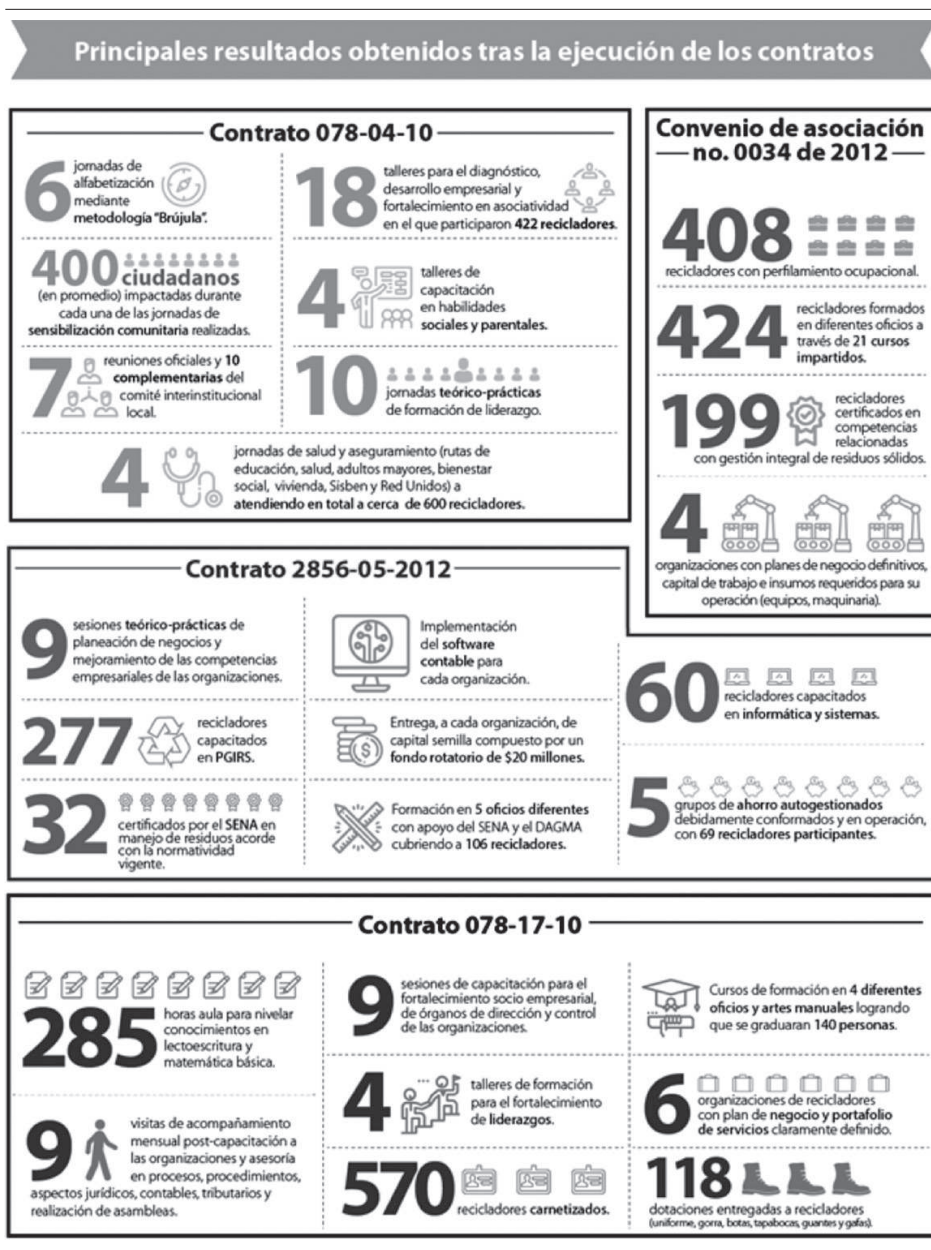 Principales resultados obtenidos tras la ejecución de los contratos
Contrato 078-04-10
6 jornadas de
alfabetización
mediante
metodología "Brújula".
400 ciudadanos
(en promedio) impactadas durante
cada una de las jornadas de
sensibilización comunitaria realizadas.
7 reuniones oficiales y 10
complementarias del
comité interinstitucional
local.
18 talleres para el diagnóstico,
desarrollo empresarial y
fortalecimiento en asociatividad
en el que participaron 422 recicladores.
4 talleres de
capacitación
en habilidades
sociales y parentales.
10 jornadas teórico-prácticas
de formación de liderazgo.
4 jornadas de salud y aseguramiento (rutas de
educación, salud, adultos mayores, bienestar
social, vivienda, Sisben y Red Unidos) a
atendiendo en total a cerca de 600 recicladores.
Convenio de asociación
no. 0034 de 2012
408
recicladores con perfilamiento ocupacional.
424 recicladores formados
en diferentes oficios a
través de 21 cursos
impartidos.
199 recicladores
certificados en
competencias
relacionadas
con gestión integral de residuos sólidos.
4
organizaciones con planes de negocio definitivos,
capital de trabajo e insumos requeridos para su
operación (equipos, maquinaria).
Contrato 2856-05-2012
9 sesiones teórico-prácticas de
planeación de negocios y
mejoramiento de las competencias
empresariales de las organizaciones.
277 recicladores
capacitados
en PGIRS.
32 certificados por el SENA en
manejo de residuos acorde
con la normatividad
vigente.
Implementación
del software
contable para
cada organización.
Entrega, a cada organización, de
capital semilla compuesto por un
fondo rotatorio de $20 millones.
Formación en 5 oficios diferentes
con apoyo del SENA y el DAGMA
cubriendo a 106 recicladores.
60 recicladores capacitados
en informática y sistemas.
5 grupos de ahorro autogestionados
debidamente conformados y en operación,
con 69 recicladores participantes.
Contrato 078-17-10
285 horas aula para nivelar
conocimientos en
lectoescritura y
matemática básica.
9 visitas de acompañamiento
mensual post-capacitación a
las organizaciones y asesoría
en procesos, procedimientos,
aspectos jurídicos, contables, tributarios y
realización de asambleas.
9 sesiones de capacitación para el
fortalecimiento socio empresarial,
de órganos de dirección y control
de las organizaciones.
4 talleres de formación
para el fortalecimiento
de liderazgos.
570 recicladores carnetizados.
Cursos de formación en 4 diferentes
oficios y artes manuales logrando
que se graduaran 140 personas.
6 organizaciones de recicladores
con plan de negocio y portafolio
de servicios claramente definido.
118
dotaciones entregadas a recicladores
(uniforme, gorra, botas, tapabocas, guantes y gafas).